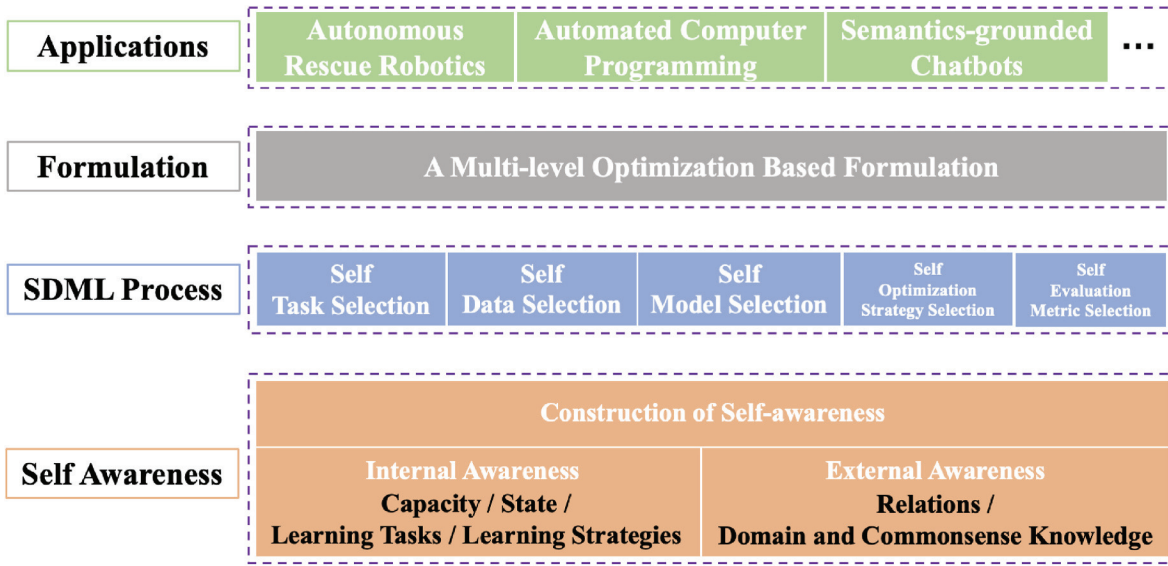 Applications
Autonomous
Rescue Robotics
Automated Computer
Programming
Semantics-grounded
Chatbots
...
Formulation
A Multi-level Optimization Based Formulation
SDML Process
Self
Task Selection
Self
Data Selection
Self
Model Selection
Self
Optimization
Strategy Selection
Self
Evaluation
Metric Selection
Self Awareness
Construction of Self-awareness
Internal Awareness
Capacity / State /
Learning Tasks / Learning Strategies
External Awareness
Relations /
Domain and Commonsense Knowledge